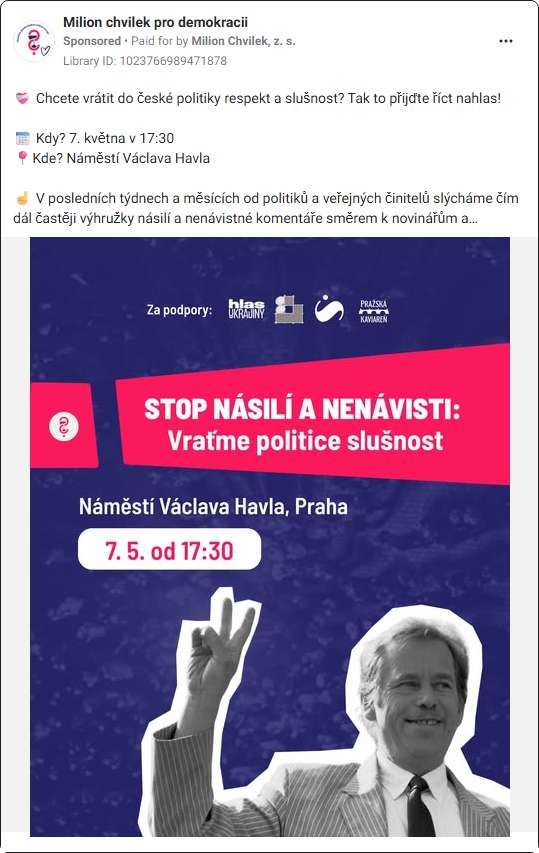 Milion chvilek pro demokracii
Sponsored • Paid for by Milion Chvilek, z. s.
Library ID: 1023766989471878
💝 Chcete vrátit do české politiky respekt a slušnost? Tak to přijďte říct nahlas!
🗓️ Kdy? 7. května v 17:30
📍 Kde? Náměstí Václava Havla
☝️ V posledních týdnech a měsících od politiků a veřejných činitelů slýcháme čím
dál častěji výhružky násilí a nenávistné komentáře směrem k novinářům a...
Za podpory:
hlas
UKRAJINY
PRAŽSKÁ
KAVIAREŇ
STOP NÁSILÍ A NENÁVISTI:
Vraťme politice slušnost
Náměstí Václava Havla, Praha
7. 5. od 17:30